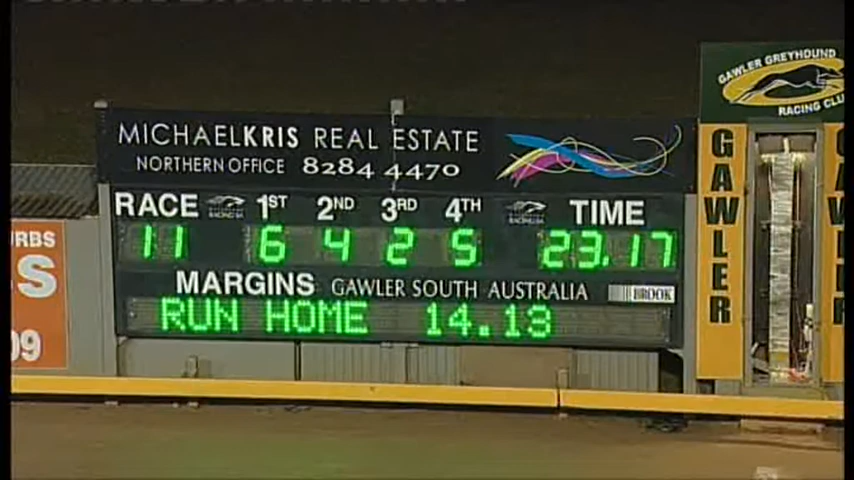 GAWLER GREYHOUND
RACING CLUB
MICHAELKRIS REAL ESTATE
NORTHERN OFFICE 8284 4470
RACE 1ST 2ND 3RD 4TH TIME
11 6 4 2 5 23.17
MARGINS GAWLER SOUTH AUSTRALIA BROOK
RUN HOME 14.13
GAWLER
URBS
S
09